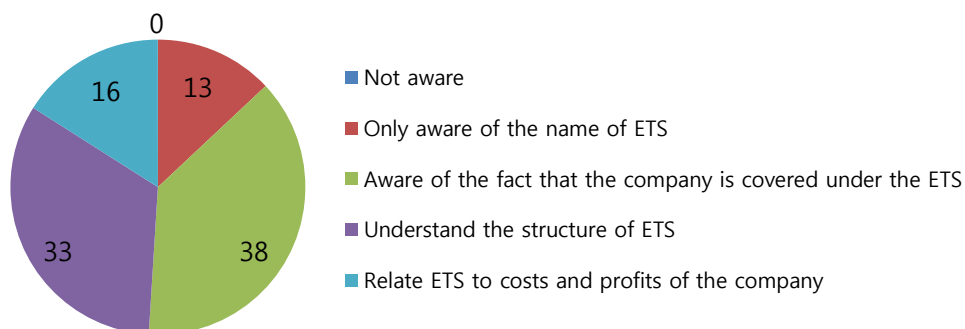 0
16
13
33
38
Not aware
Only aware of the name of ETS
Aware of the fact that the company is covered under the ETS
Understand the structure of ETS
Relate ETS to costs and profits of the company